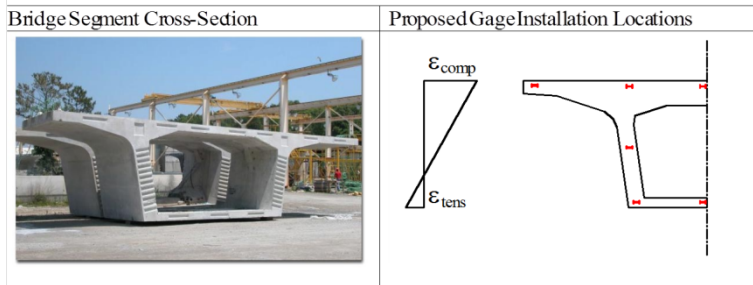 Bridge Segment Cross-Section
Proposed Gage Installation Locations
εcomp
εtens